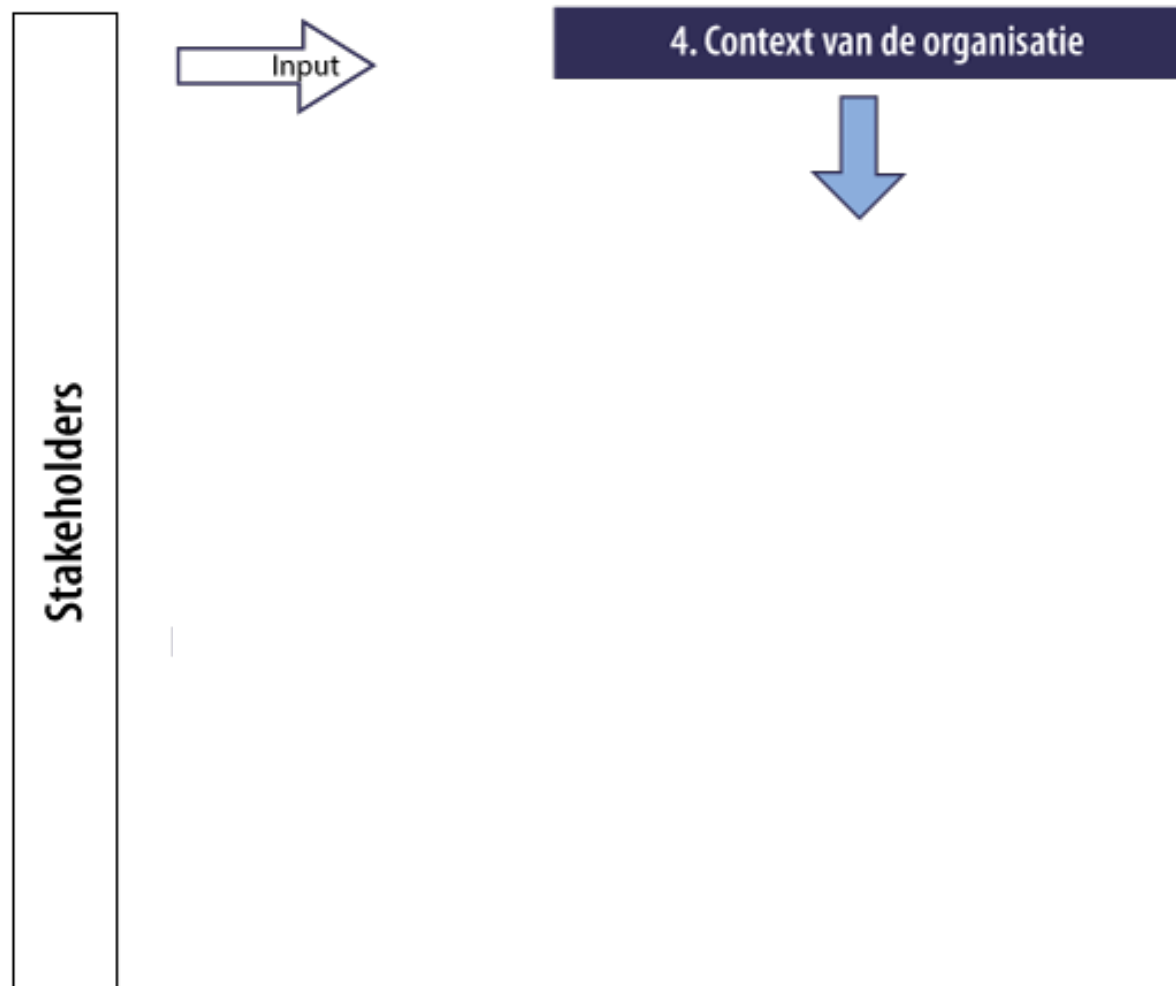 Input
4. Context van de organisatie
Stakeholders